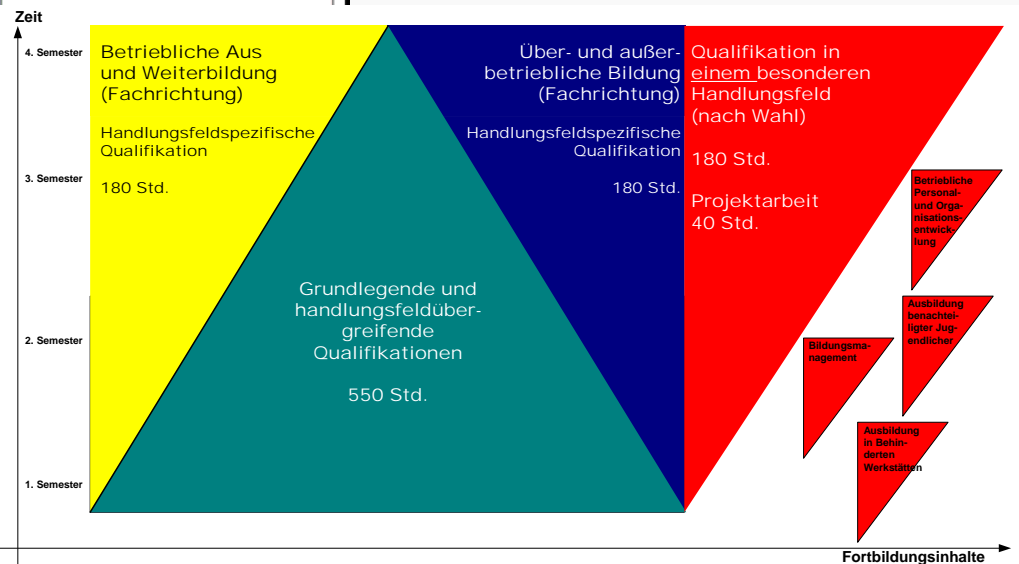 Zeit
4. Semester
3. Semester
2. Semester
1. Semester
Betriebliche Aus
und Weiterbildung
(Fachrichtung)
Handlungsfeldspezifische
Qualifikation
180 Std.
Grundlegende und
handlungsfeldüber-
greifende
Qualifikationen
550 Std.
Über- und außer-
betriebliche Bildung
(Fachrichtung)
Handlungsfeldspezifische
Qualifikation
180 Std.
Qualifikation in
einem besonderen
Handlungsfeld
(nach Wahl)
180 Std.
Projektarbeit
40 Std.
Betriebliche
Personal-
und Orga-
nisations-
entwick-
lung
Ausbildung
benachtei-
ligter Jug-
endlicher
Bildungsma-
nagement
Ausbildung
in Behin-
derten
Werkstätten
Fortbildungsinhalte